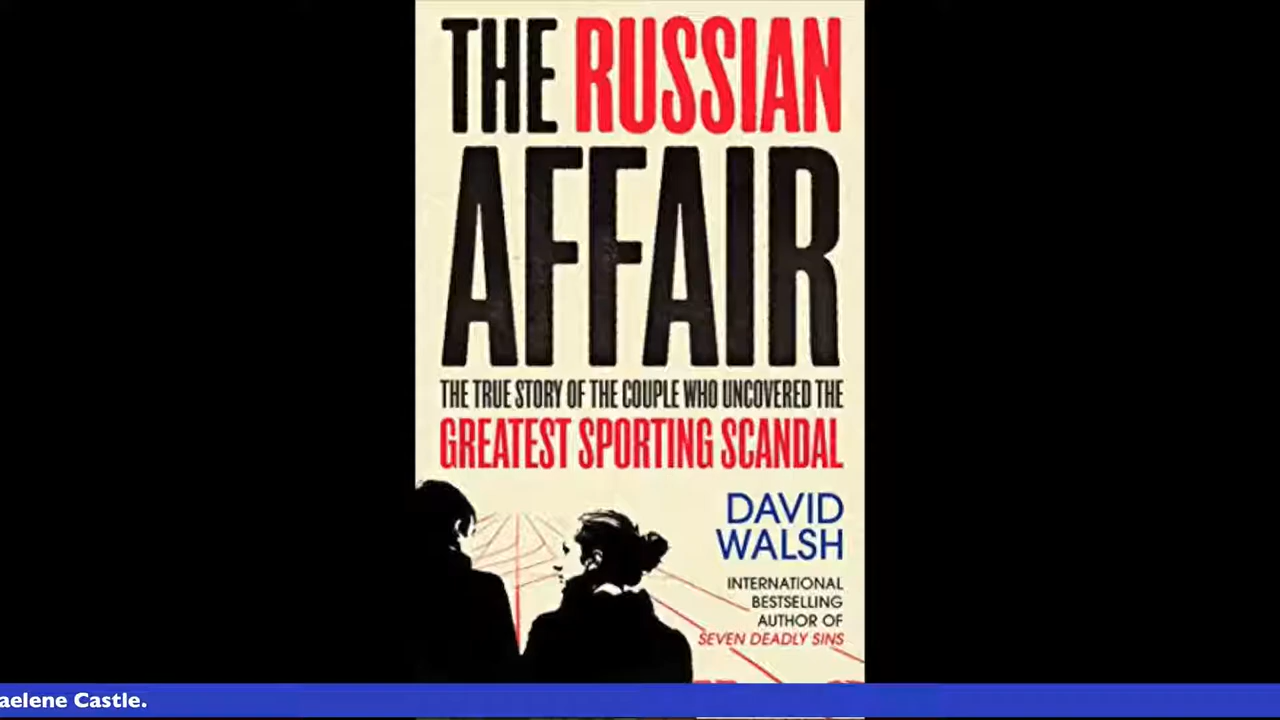 THE RUSSIAN
AFFAIR
THE TRUE STORY OF THE COUPLE WHO UNCOVERED THE
GREATEST SPORTING SCANDAL
DAVID
WALSH
INTERNATIONAL
BESTSELLING
AUTHOR OF
SEVEN DEADLY SINS
aelene Castle.